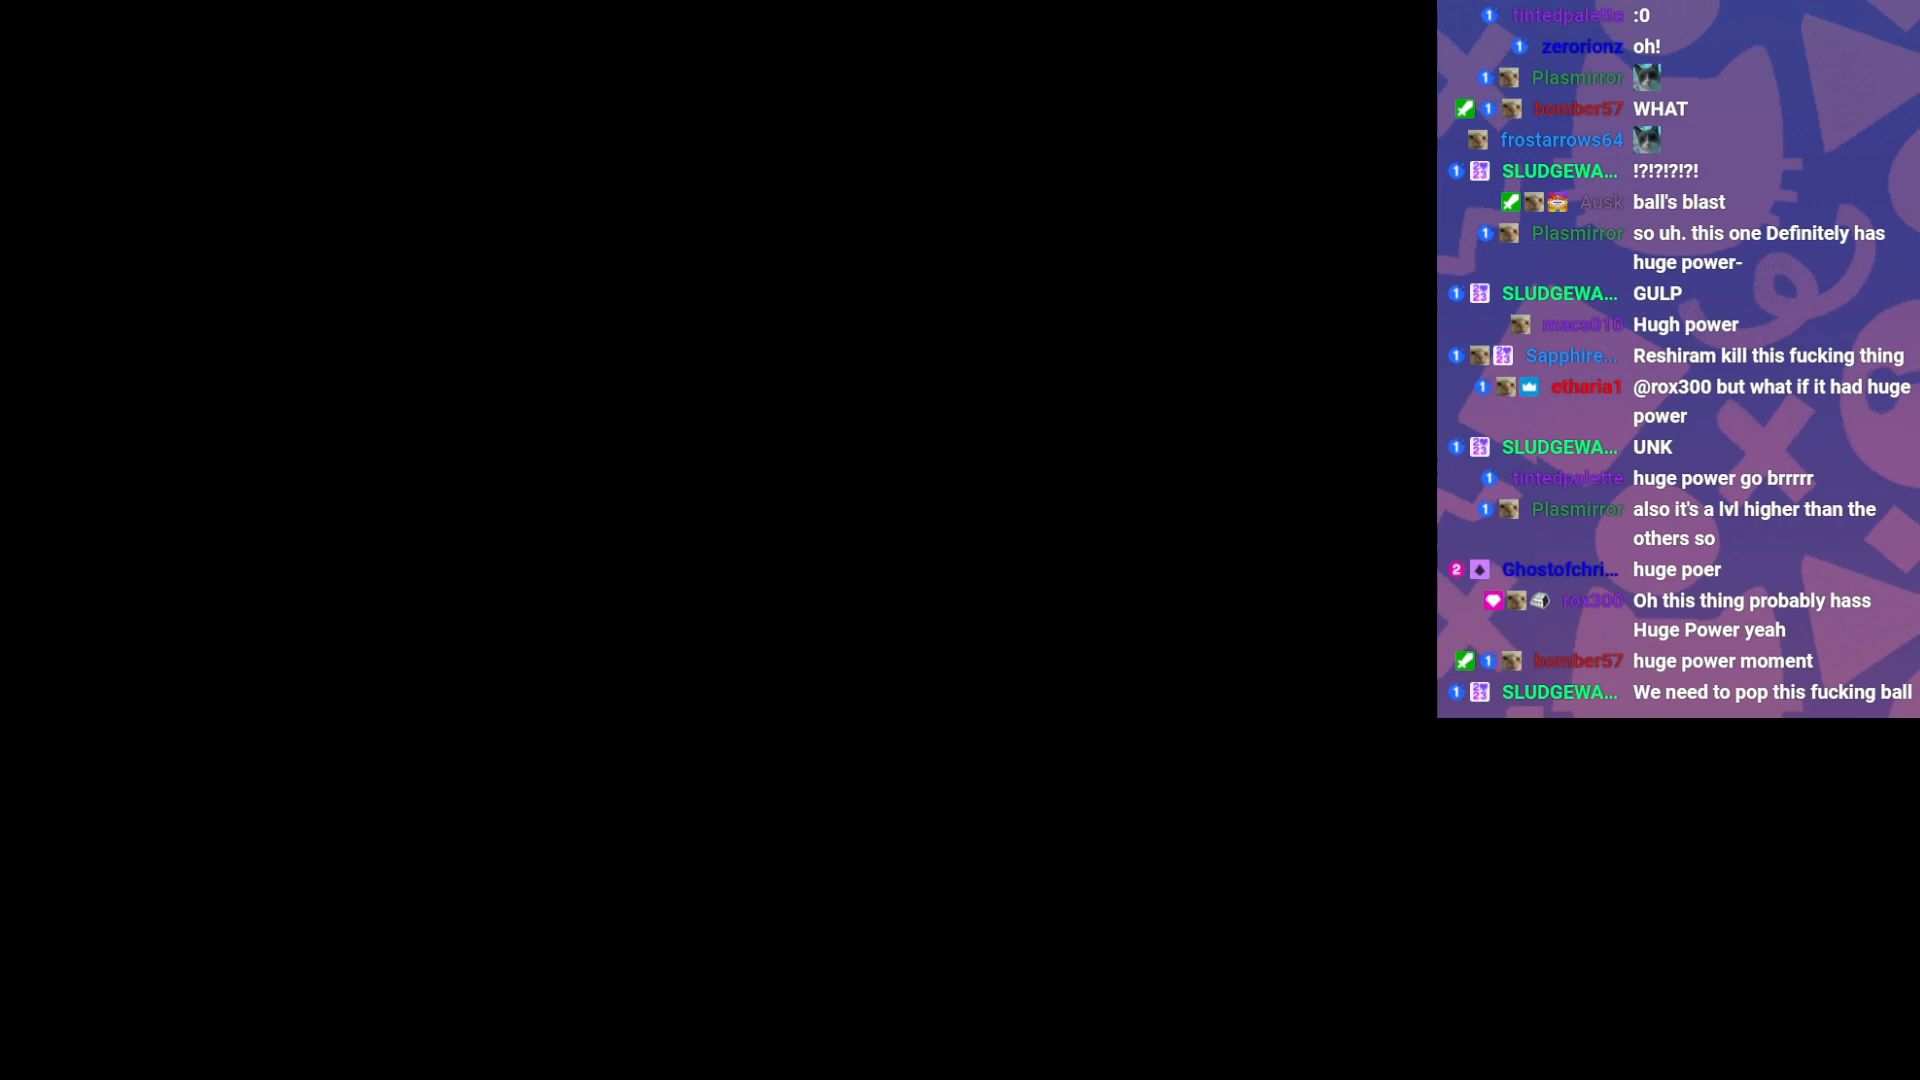 tintedpalette :0
zerorionz oh!
Plasmirror
bomber57 WHAT
frostarrows64
SLUDGEWA... !?!?!?!?!
Ausk ball's blast
Plasmirror so uh. this one Definitely has
huge power-
SLUDGEWA... GULP
macs010 Hugh power
Sapphire... Reshiram kill this fucking thing
etharia1 @rox300 but what if it had huge
power
SLUDGEWA... UNK
tintedpalette huge power go brrrrr
Plasmirror also it's a lvl higher than the
others so
Ghostofchri... huge poer
rox300 Oh this thing probably hass
Huge Power yeah
bomber57 huge power moment
SLUDGEWA... We need to pop this fucking ball